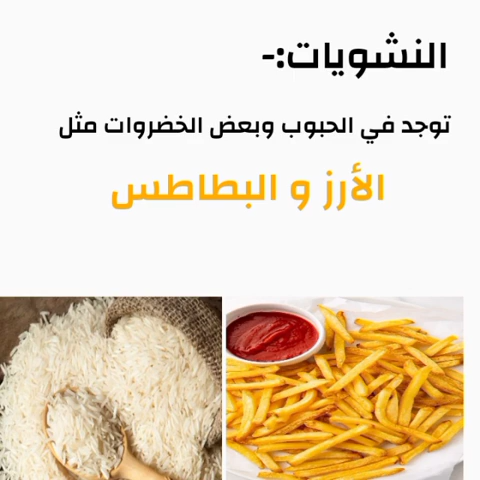 النشويات:-
توجد في الحبوب وبعض الخضروات مثل
الأرز و البطاطس